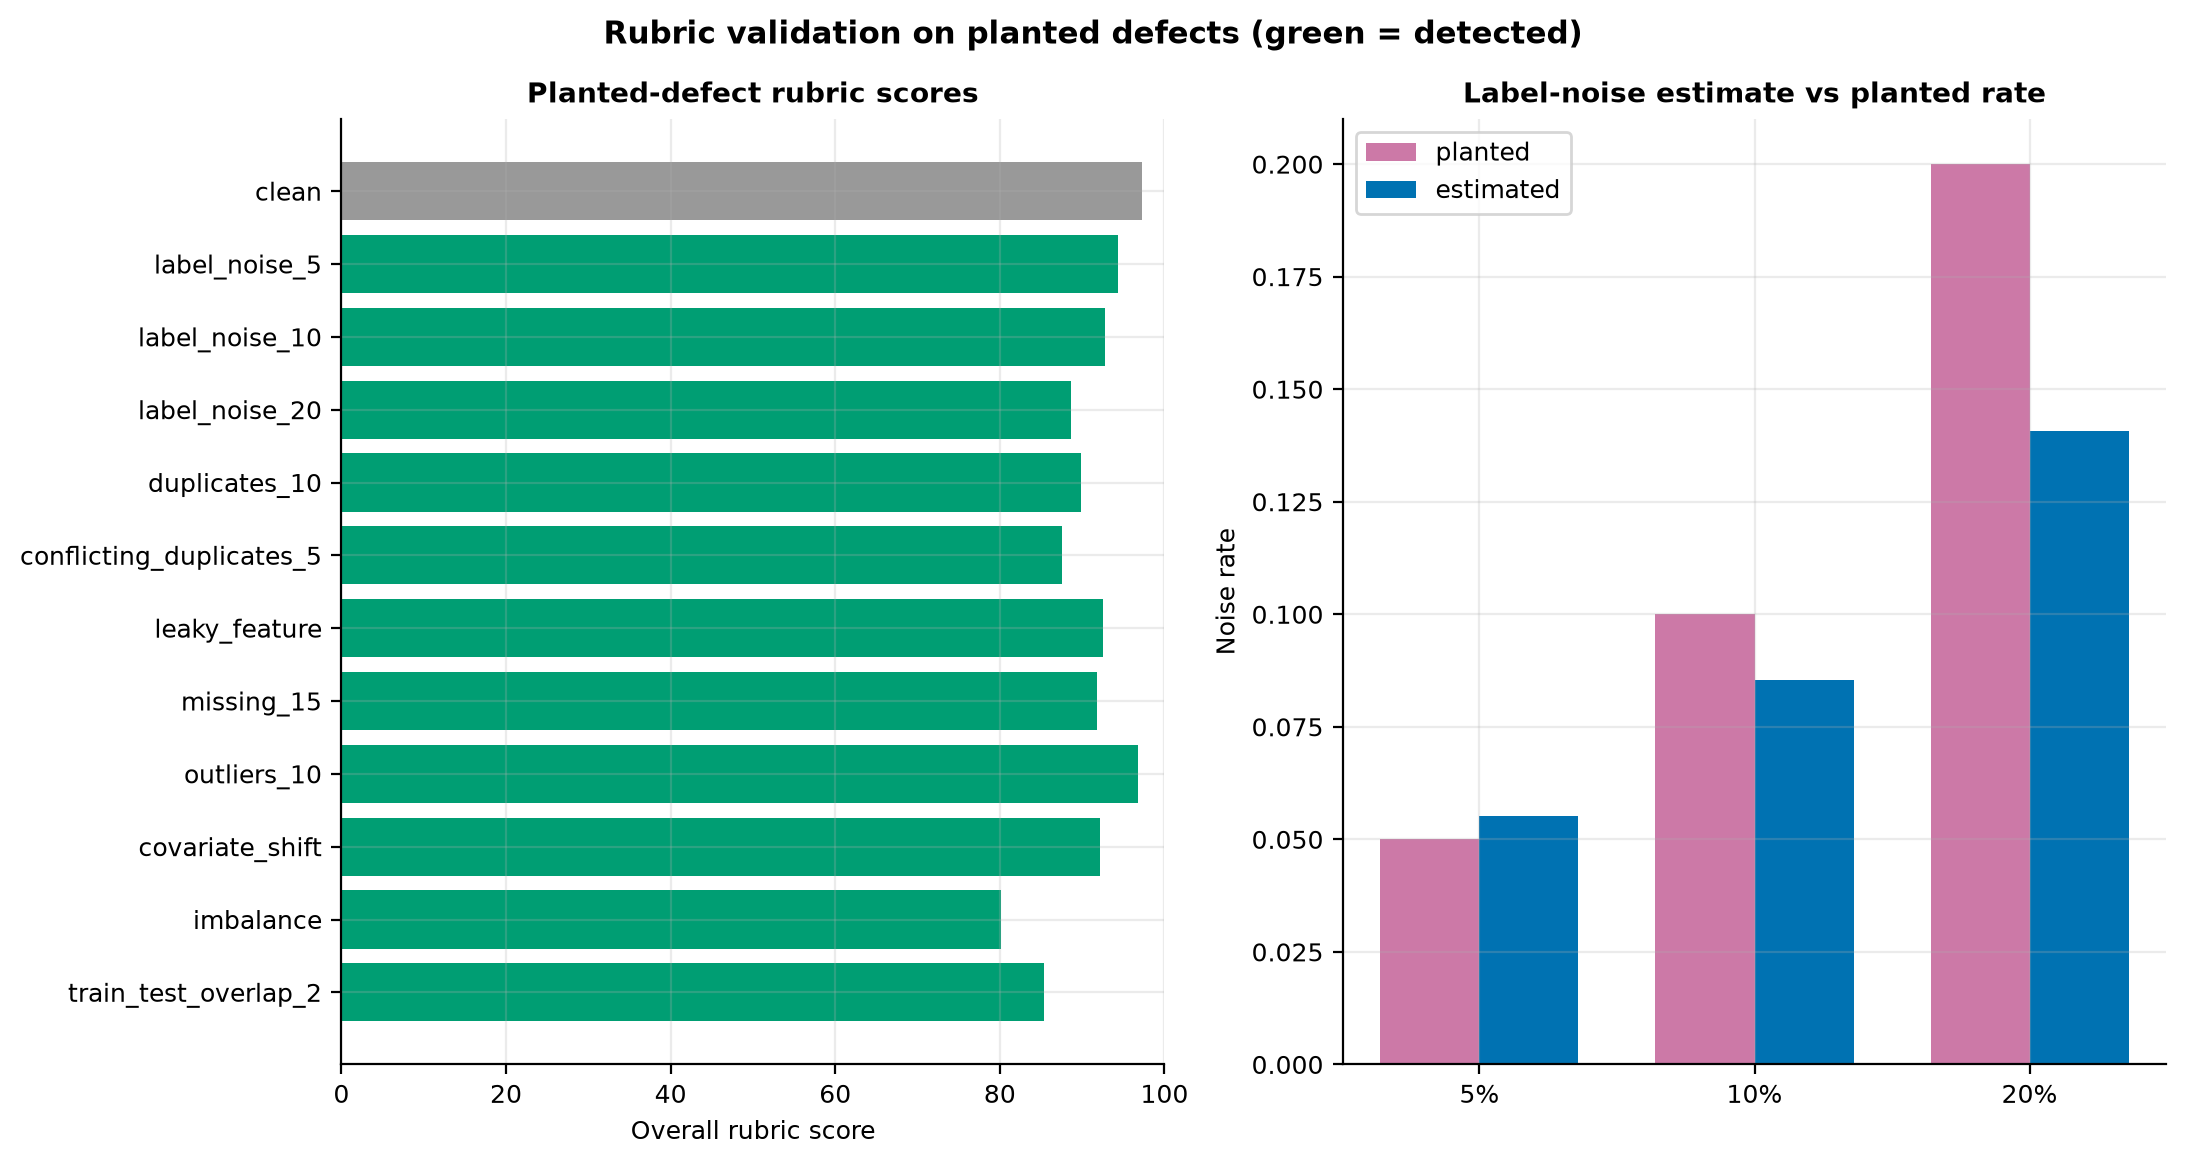 Rubric validation on planted defects (green = detected)
Planted-defect rubric scores
clean
label_noise_5
label_noise_10
label_noise_20
duplicates_10
conflicting_duplicates_5
leaky_feature
missing_15
outliers_10
covariate_shift
imbalance
train_test_overlap_2
0 20 40 60 80 100
Overall rubric score
Label-noise estimate vs planted rate
planted
estimated
Noise rate
0.200
0.175
0.150
0.125
0.100
0.075
0.050
0.025
0.000
5% 10% 20%